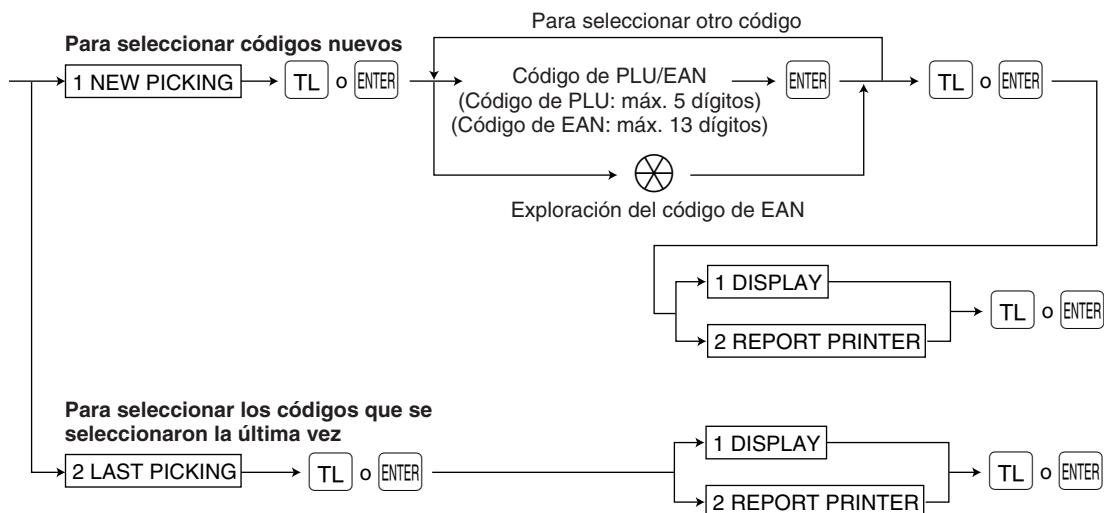 Para seleccionar otro código
Para seleccionar códigos nuevos
1 NEW PICKING TL o ENTER Código de PLU/EAN ENTER TL o ENTER
(Código de PLU: máx. 5 dígitos)
(Código de EAN: máx. 13 dígitos)
Exploración del código de EAN
1 DISPLAY
TL o ENTER
2 REPORT PRINTER
Para seleccionar los códigos que se
seleccionaron la última vez
1 DISPLAY
2 LAST PICKING TL o ENTER TL o ENTER
2 REPORT PRINTER